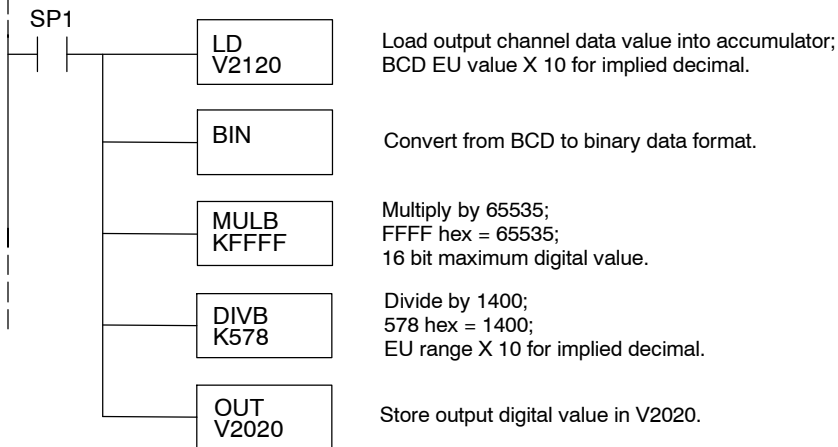 SP1
LD
V2120
Load output channel data value into accumulator;
BCD EU value X 10 for implied decimal.
BIN
Convert from BCD to binary data format.
MULB
KFFFF
Multiply by 65535;
FFFF hex = 65535;
16 bit maximum digital value.
DIVB
K578
Divide by 1400;
578 hex = 1400;
EU range X 10 for implied decimal.
OUT
V2020
Store output digital value in V2020.